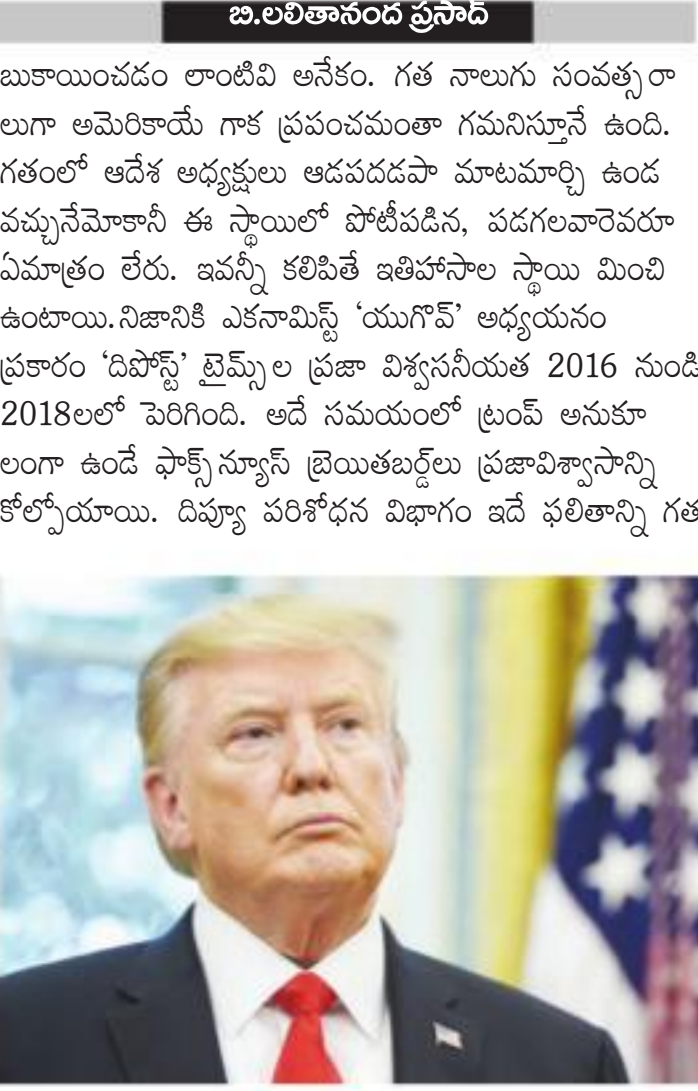 బి.లలితానంద ప్రసాద్
బుకాయించడం లాంటివి అనేకం. గత నాలుగు సంవత్స రా
లుగా అమెరికాయే గాక ప్రపంచమంతా గమనిస్తూనే ఉంది.
గతంలో ఆదేశ అధ్యక్షులు ఆడపదడపా మాటమార్చి ఉండ
వచ్చునేమోకానీ ఈ స్థాయిలో పోటీపడిన, పడగలవారెవరూ
ఏమాత్రం లేరు. ఇవన్నీ కలిపితే ఇతిహాసాల స్థాయి మించి
ఉంటాయి.నిజానికి ఎకనామిస్ట్ ‘యుగొవ్’ అధ్యయనం
ప్రకారం ‘దిపోస్ట్’ టైమ్స్ ల ప్రజా విశ్వసనీయత 2016 నుండి
2018లలో పెరిగింది. అదే సమయంలో ట్రంప్ అనుకూ
లంగా ఉండే ఫాక్స్ న్యూస్ బ్రెయితబర్డ్‌లు ప్రజావిశ్వాసాన్ని
కోల్పోయాయి. దిప్యూ పరిశోధన విభాగం ఇదే ఫలితాన్ని గత